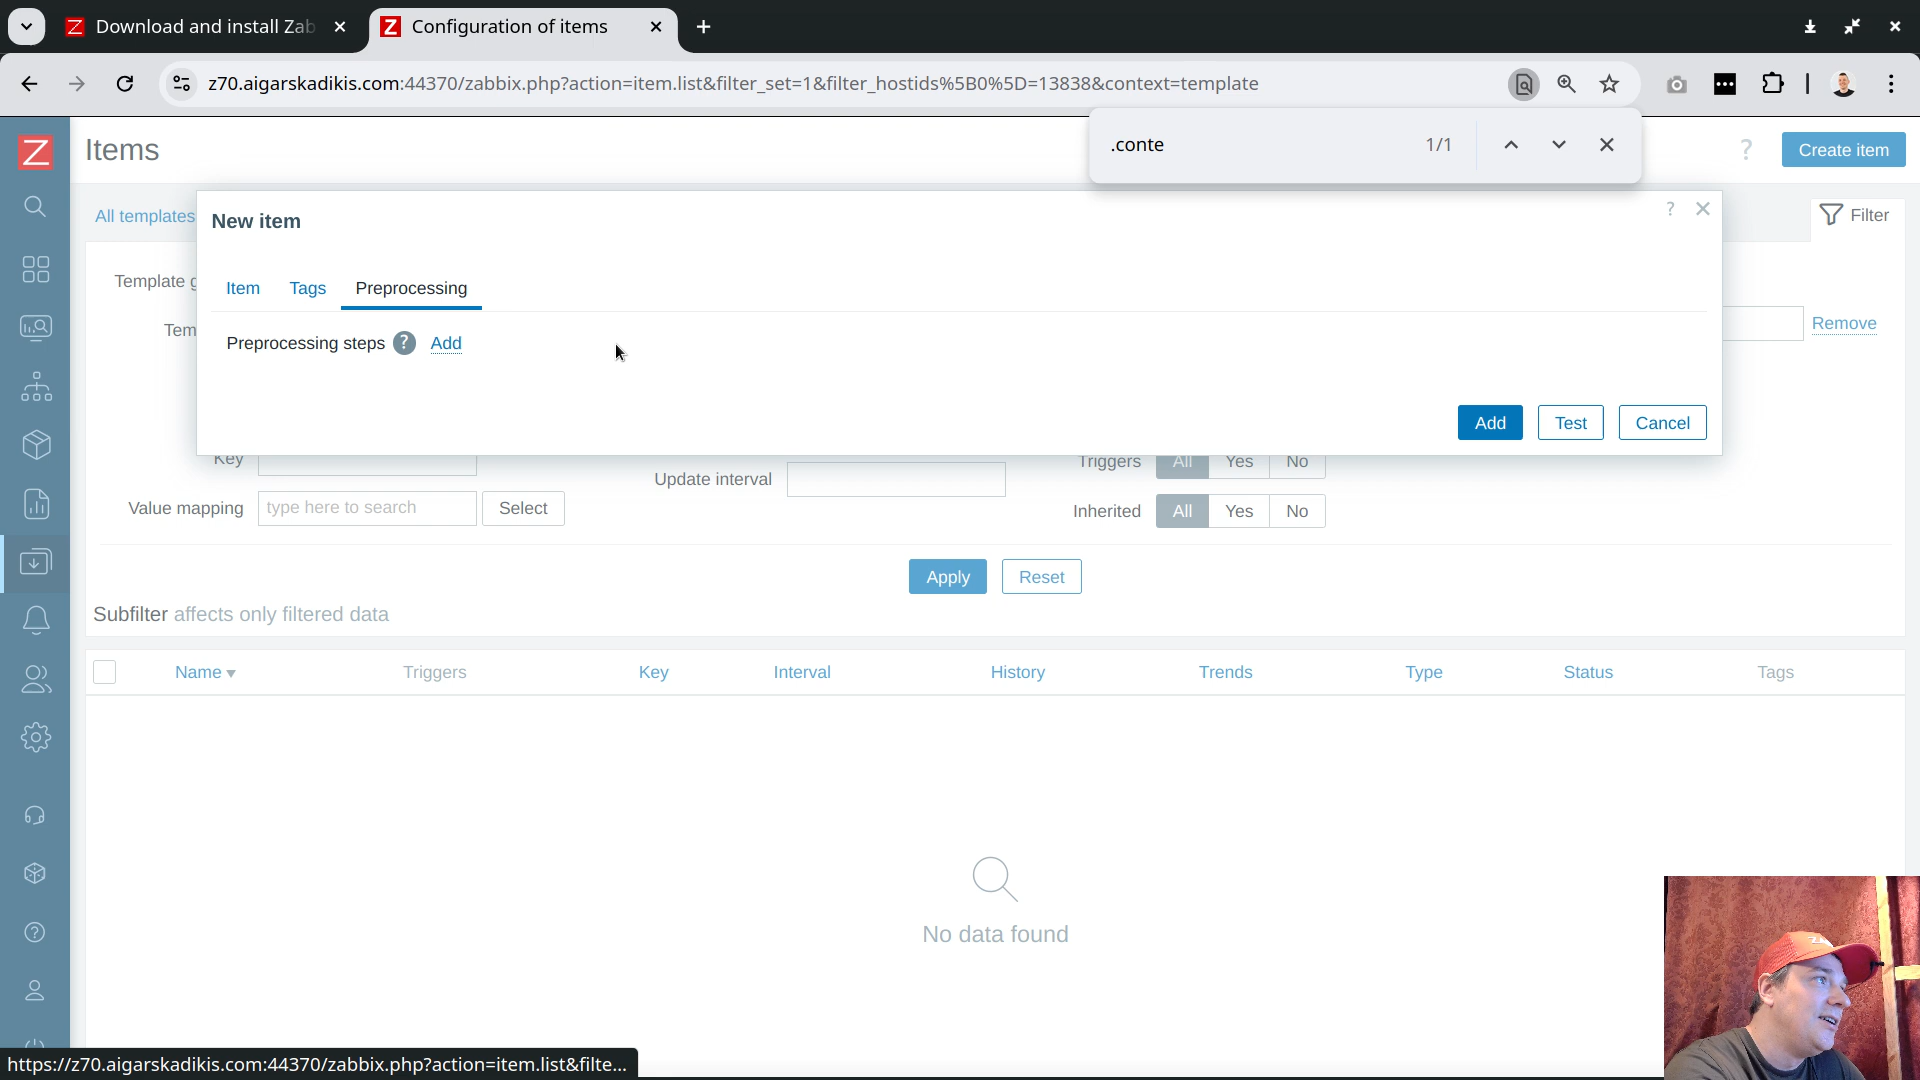 Download and install Zab
Configuration of items
z70.aigarskadikis.com:44370/zabbix.php?action=item.list&filter_set=1&filter_hostids%5B0%5D=13838&context=template
.conte
1/1
Z
Items
?
Create item
All templates
Filter
New item
?
Item
Tags
Preprocessing
Preprocessing steps
?
Add
Add
Test
Cancel
Template g
Tem
Remove
Key
Value mapping
type here to search
Select
Update interval
Triggers
All
Yes
No
Inherited
All
Yes
No
Apply
Reset
Subfilter affects only filtered data
Name
Triggers
Key
Interval
History
Trends
Type
Status
Tags
No data found
https://z70.aigarskadikis.com:44370/zabbix.php?action=item.list&filte...